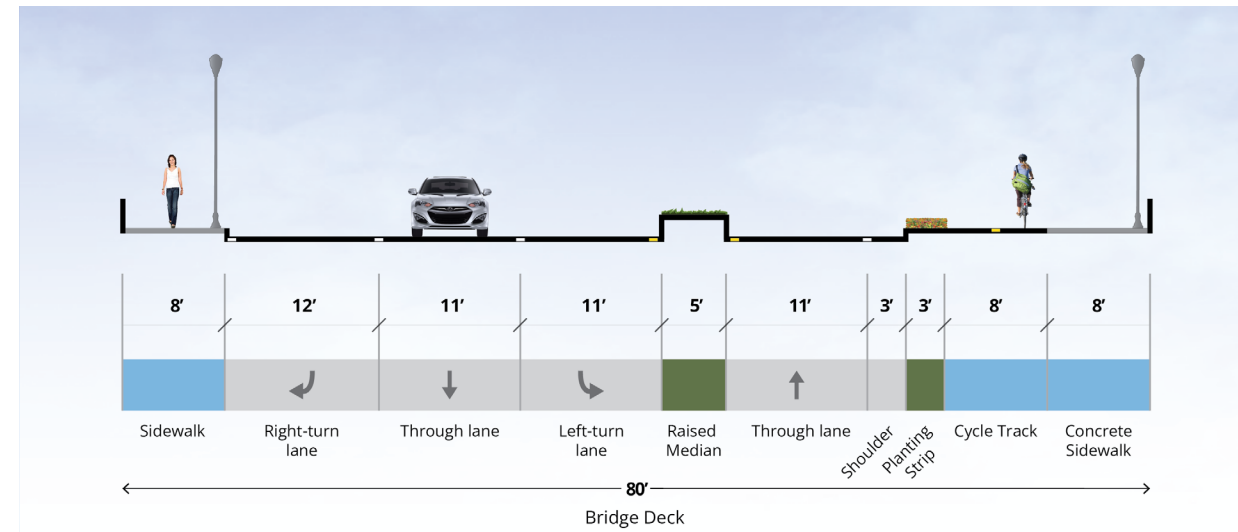 8’ 12’ 11’ 11’ 5’ 11’ 3’ 3’ 8’ 8’
Sidewalk
Right-turn
lane
Through lane
Left-turn
lane
Raised
Median
Through lane
Shoulder
Planting
Strip
Cycle Track
Concrete
Sidewalk
80’
Bridge Deck